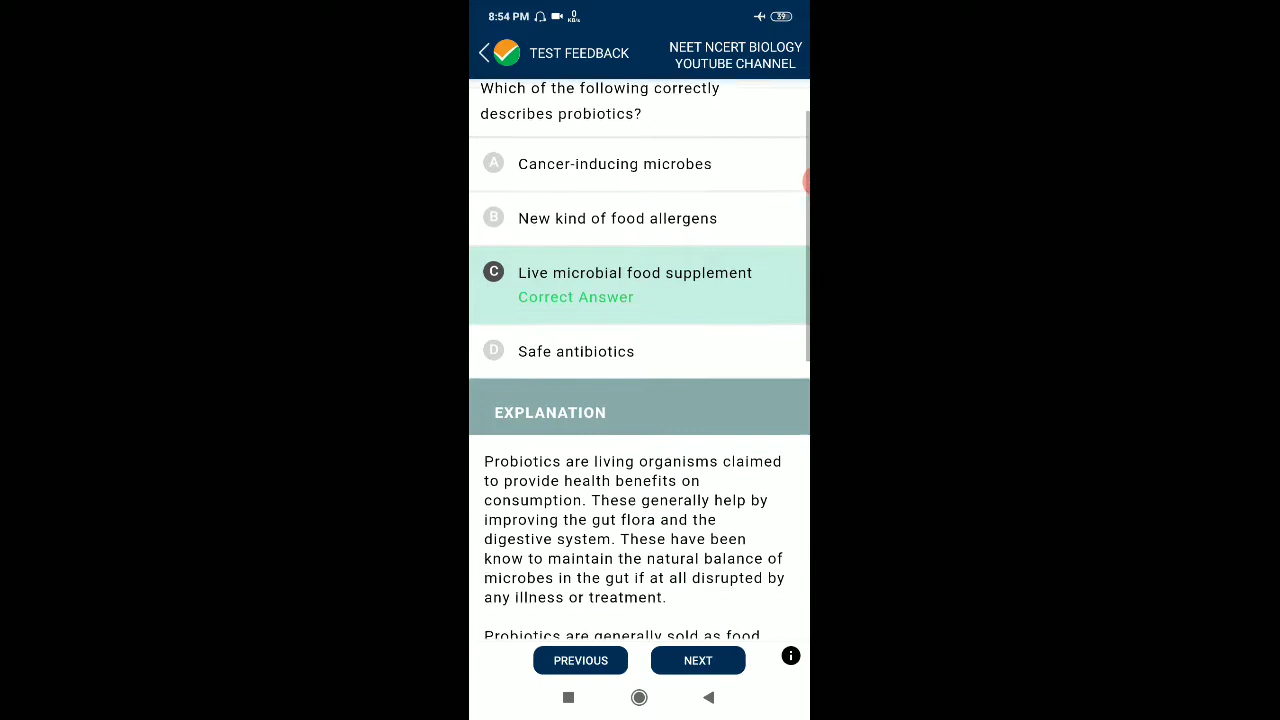 8:54 PM 0 KB/s 39
TEST FEEDBACK
NEET NCERT BIOLOGY
YOUTUBE CHANNEL
Which of the following correctly
describes probiotics?
A Cancer-inducing microbes
B New kind of food allergens
C Live microbial food supplement
Correct Answer
D Safe antibiotics
EXPLANATION
Probiotics are living organisms claimed
to provide health benefits on
consumption. These generally help by
improving the gut flora and the
digestive system. These have been
know to maintain the natural balance of
microbes in the gut if at all disrupted by
any illness or treatment.
Probiotics are generally sold as food
PREVIOUS NEXT